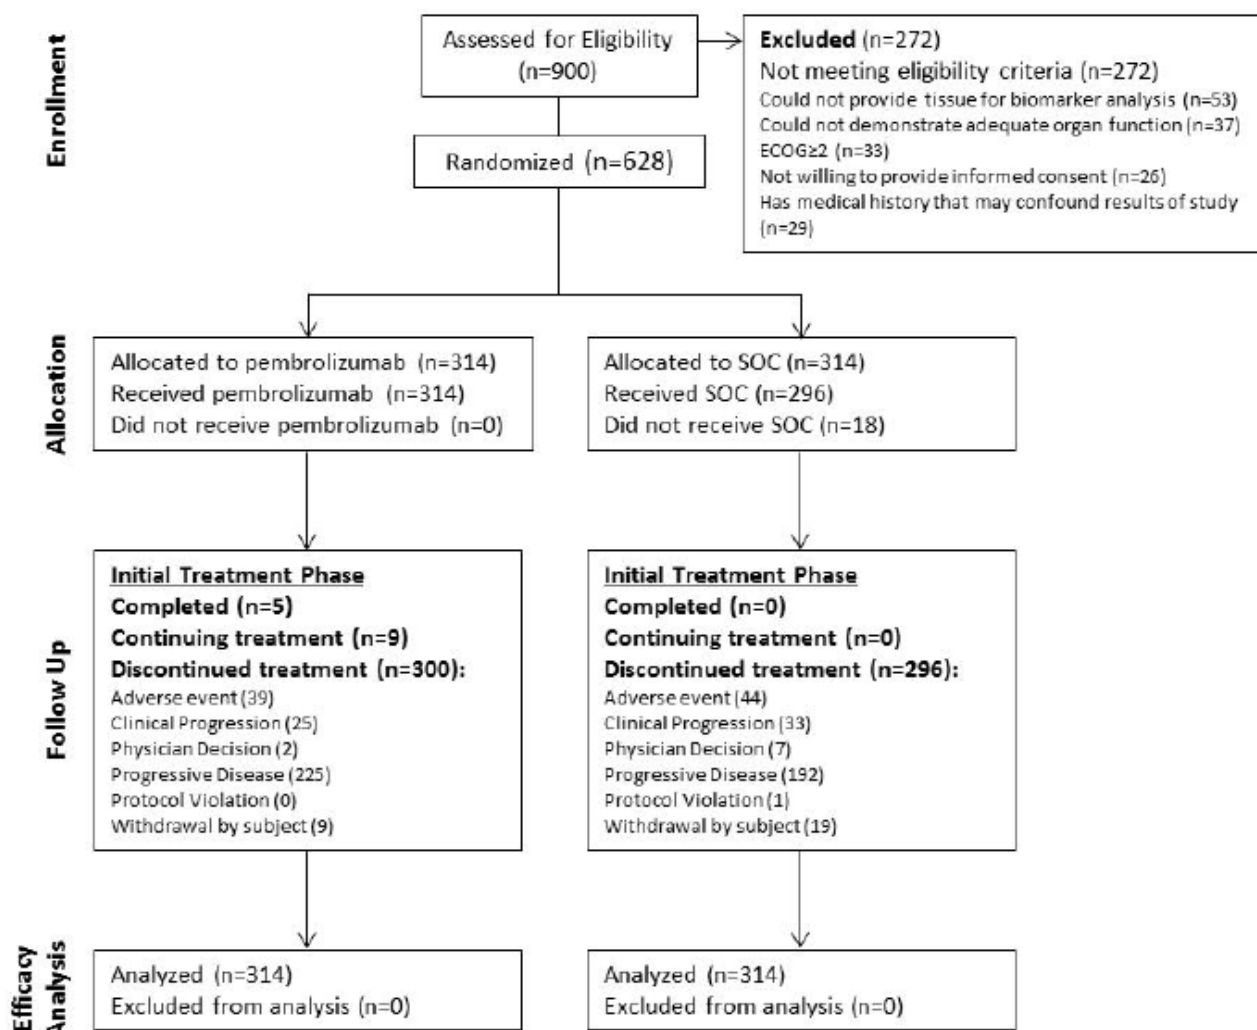 Enrollment
Assessed for Eligibility
(n=900)
Excluded (n=272)
Not meeting eligibility criteria (n=272)
Could not provide tissue for biomarker analysis (n=53)
Could not demonstrate adequate organ function (n=37)
ECOG≥2 (n=33)
Not willing to provide informed consent (n=26)
Has medical history that may confound results of study
(n=29)
Randomized (n=628)
Allocation
Allocated to pembrolizumab (n=314)
Received pembrolizumab (n=314)
Did not receive pembrolizumab (n=0)
Allocated to SOC (n=314)
Received SOC (n=296)
Did not receive SOC (n=18)
Follow Up
Initial Treatment Phase
Completed (n=5)
Continuing treatment (n=9)
Discontinued treatment (n=300):
Adverse event (39)
Clinical Progression (25)
Physician Decision (2)
Progressive Disease (225)
Protocol Violation (0)
Withdrawal by subject (9)
Initial Treatment Phase
Completed (n=0)
Continuing treatment (n=0)
Discontinued treatment (n=296):
Adverse event (44)
Clinical Progression (33)
Physician Decision (7)
Progressive Disease (192)
Protocol Violation (1)
Withdrawal by subject (19)
Efficacy
Analysis
Analyzed (n=314)
Excluded from analysis (n=0)
Analyzed (n=314)
Excluded from analysis (n=0)